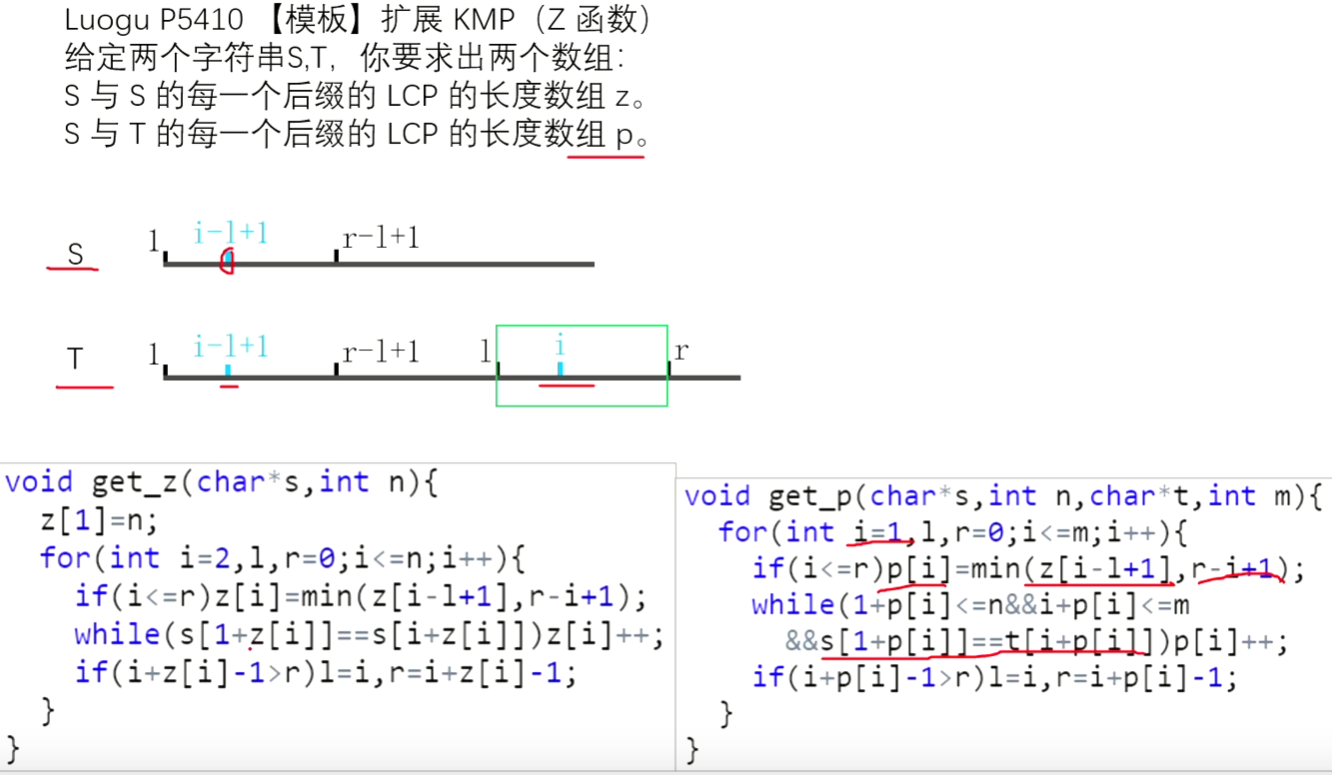 Luogu P5410 【模板】扩展 KMP（Z 函数）
给定两个字符串S,T，你要求出两个数组：
S 与 S 的每一个后缀的 LCP 的长度数组 z。
S 与 T 的每一个后缀的 LCP 的长度数组 p。
S 1 i-l+1 r-l+1
T 1 i-l+1 r-l+1 l i r
void get_z(char*s,int n){
z[1]=n;
for(int i=2,l,r=0;i<=n;i++){
if(i<=r)z[i]=min(z[i-l+1],r-i+1);
while(s[1+z[i]]==s[i+z[i]])z[i]++;
if(i+z[i]-1>r)l=i,r=i+z[i]-1;
}
}
void get_p(char*s,int n,char*t,int m){
for(int i=1,l,r=0;i<=m;i++){
if(i<=r)p[i]=min(z[i-l+1],r-i+1);
while(1+p[i]<=n&&i+p[i]<=m
&&s[1+p[i]]==t[i+p[i]])p[i]++;
if(i+p[i]-1>r)l=i,r=i+p[i]-1;
}
}